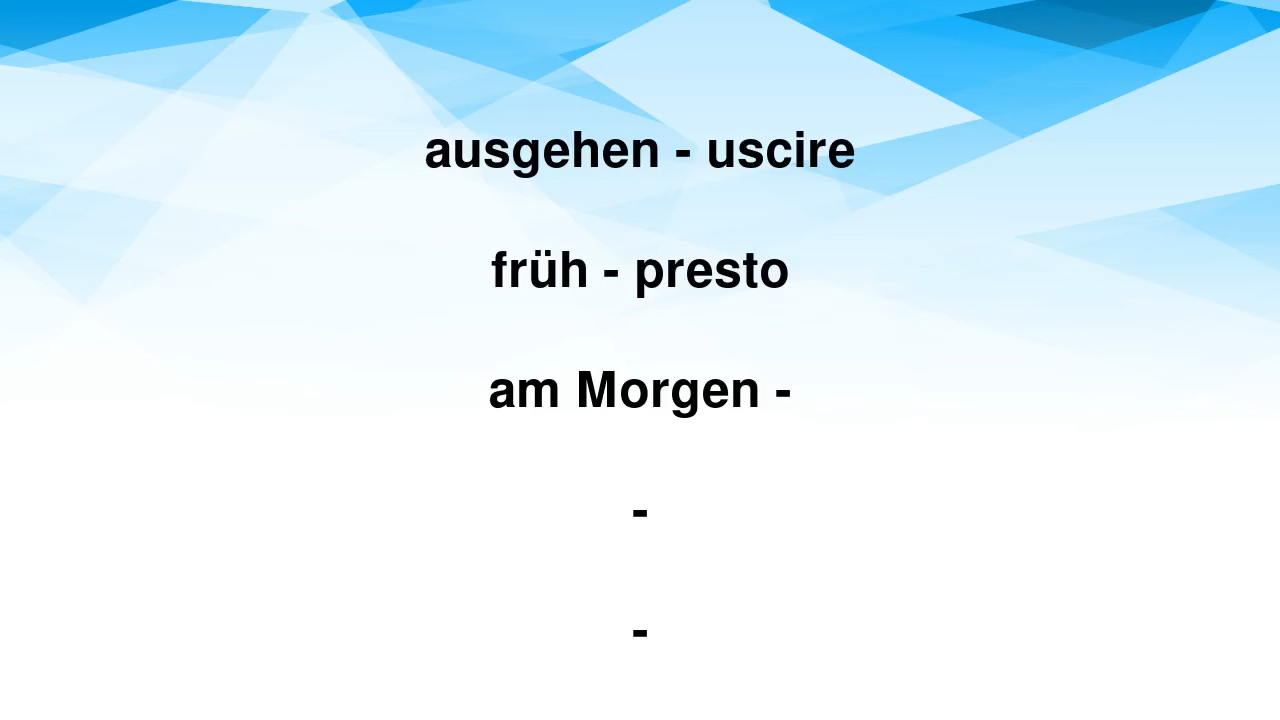 ausgehen - uscire
früh - presto
am Morgen -
-
-